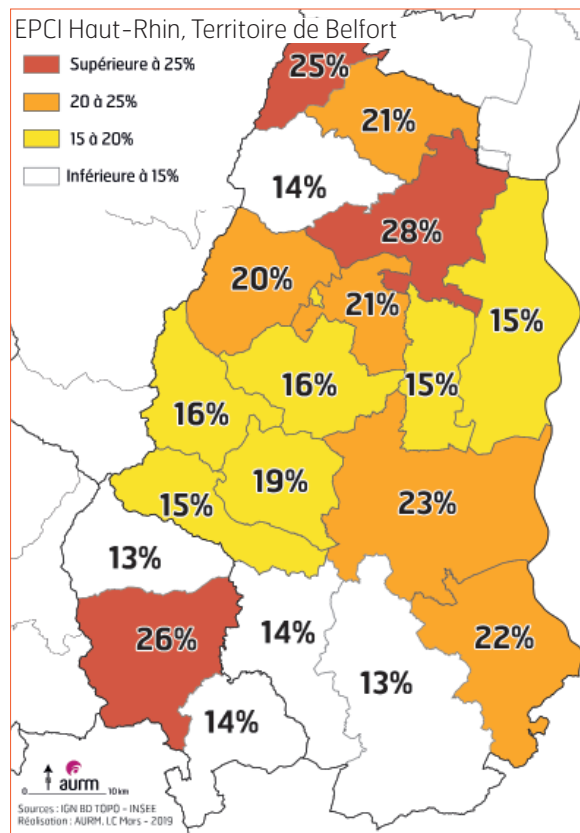 EPCI Haut-Rhin, Territoire de Belfort
Supérieure à 25%
20 à 25%
15 à 20%
Inférieure à 15%
25%
21%
14%
28%
20%
21%
15%
16%
15%
16%
19%
15%
23%
13%
26%
14%
22%
13%
14%
N
aurm
0 10 km
Sources : IGN BD TOPO - INSEE
Réalisation : AURM, LC Mars - 2019